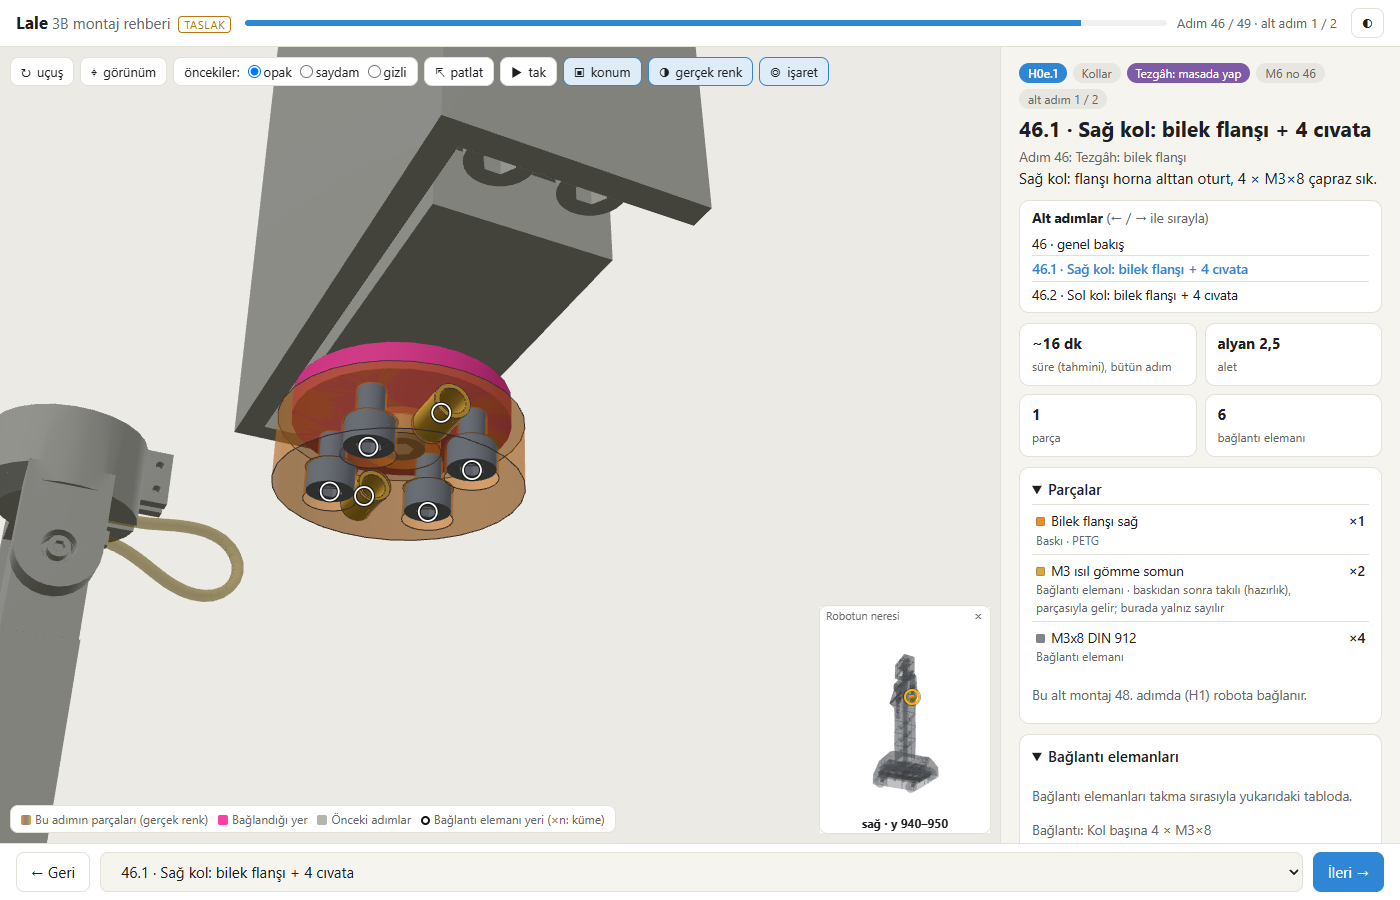 Lale 3B montaj rehberi TASLAK
Adım 46 / 49 · alt adım 1 / 2
↻ uçuş
⌖ görünüm
öncekiler: opak saydam gizli
⇱ patlat
▶ tak
▣ konum
◑ gerçek renk
◎ işaret
H0e.1 Kollar Tezgâh: masada yap M6 no 46
alt adım 1 / 2
46.1 · Sağ kol: bilek flanşı + 4 cıvata
Adım 46: Tezgâh: bilek flanşı
Sağ kol: flanşı horna alttan oturt, 4 × M3×8 çapraz sık.
Alt adımlar (← / → ile sırayla)
46 · genel bakış
46.1 · Sağ kol: bilek flanşı + 4 cıvata
46.2 · Sol kol: bilek flanşı + 4 cıvata
~16 dk
süre (tahmini), bütün adım
alyan 2,5
alet
1
parça
6
bağlantı elemanı
▼ Parçalar
Bilek flanşı sağ ×1
Baskı · PETG
M3 ısıl gömme somun ×2
Bağlantı elemanı · baskıdan sonra takılı (hazırlık),
parçasıyla gelir; burada yalnız sayılır
M3x8 DIN 912 ×4
Bağlantı elemanı
Bu alt montaj 48. adımda (H1) robota bağlanır.
▼ Bağlantı elemanları
Bağlantı elemanları takma sırasıyla yukarıdaki tabloda.
Bağlantı: Kol başına 4 × M3×8
Robotun neresi ×
sağ · y 940–950
Bu adımın parçaları (gerçek renk) Bağlandığı yer Önceki adımlar Bağlantı elemanı yeri (×n: küme)
← Geri
46.1 · Sağ kol: bilek flanşı + 4 cıvata
İleri →